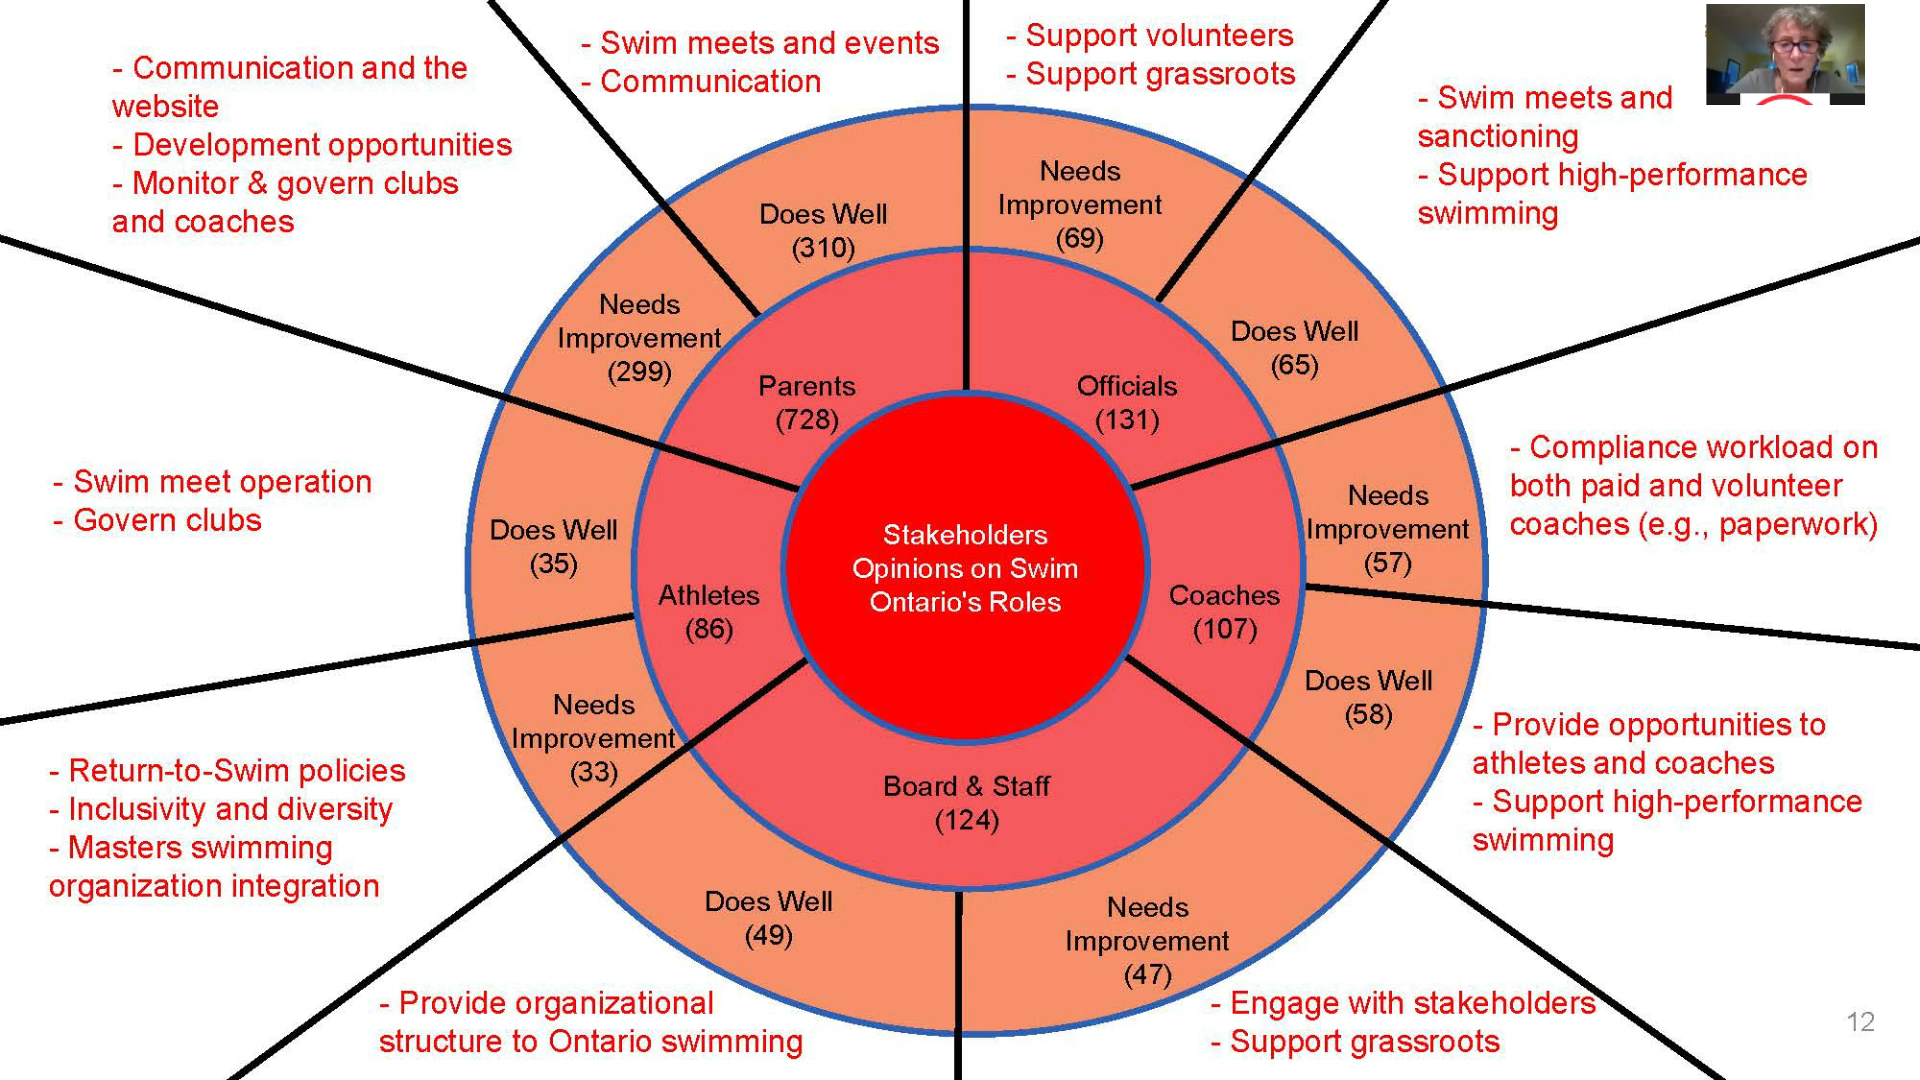 - Communication and the
website
- Development opportunities
- Monitor & govern clubs
and coaches
- Swim meets and events
- Communication
- Support volunteers
- Support grassroots
- Swim meets and
sanctioning
- Support high-performance
swimming
Needs
Improvement
(69)
Does Well
(310)
Needs
Improvement
(299)
Does Well
(65)
Parents
(728)
Officials
(131)
- Compliance workload on
both paid and volunteer
coaches (e.g., paperwork)
- Swim meet operation
- Govern clubs
Does Well
(35)
Needs
Improvement
(57)
Stakeholders
Opinions on Swim
Ontario's Roles
Athletes
(86)
Coaches
(107)
Does Well
(58)
Needs
Improvement
(33)
- Provide opportunities to
athletes and coaches
- Support high-performance
swimming
- Return-to-Swim policies
- Inclusivity and diversity
- Masters swimming
organization integration
Board & Staff
(124)
Does Well
(49)
Needs
Improvement
(47)
- Provide organizational
structure to Ontario swimming
- Engage with stakeholders
- Support grassroots
12